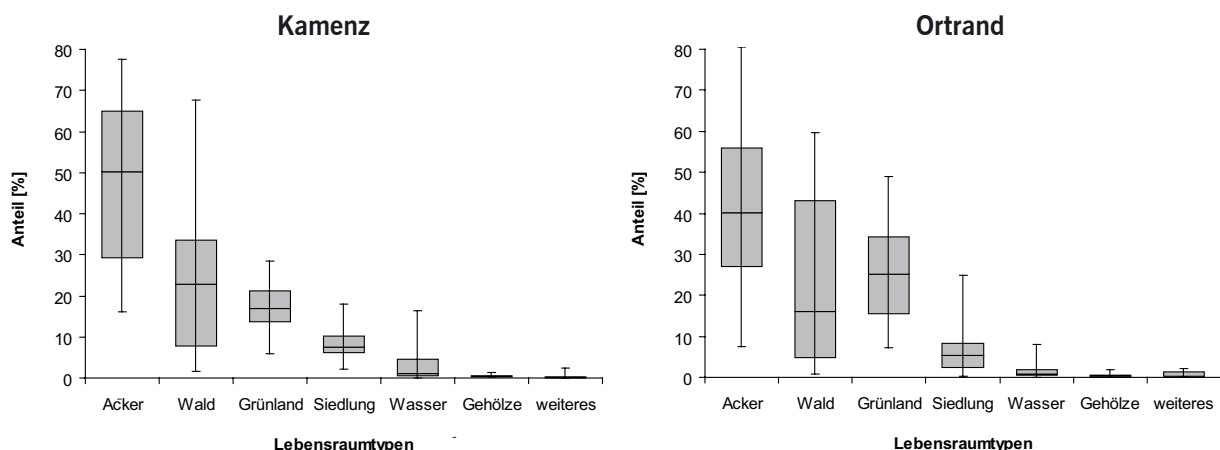 Kamenz
80
70
60
50
40
30
20
10
0
Anteil [%]
Acker Wald Grünland Siedlung Wasser Gehölze weiteres
Lebensraumtypen
Ortrand
80
70
60
50
40
30
20
10
0
Anteil [%]
Acker Wald Grünland Siedlung Wasser Gehölze weiteres
Lebensraumtypen